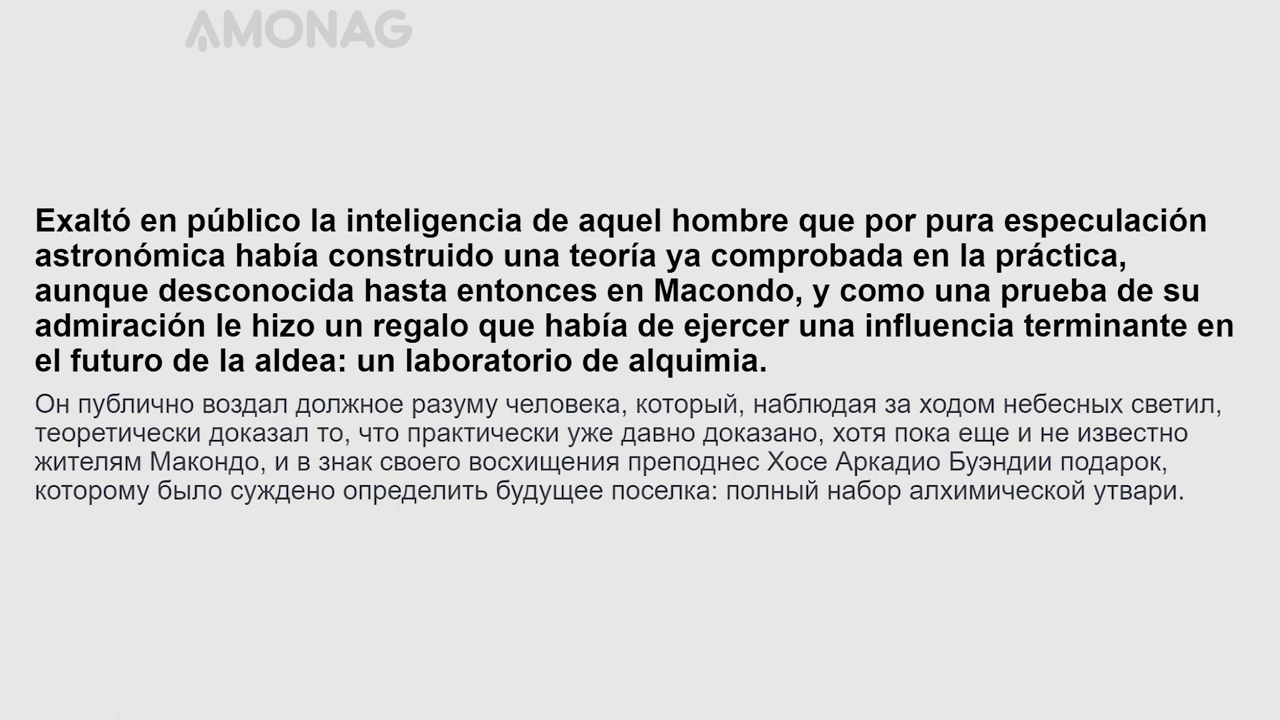 AMONAG
Exaltó en público la inteligencia de aquel hombre que por pura especulación
astronómica había construido una teoría ya comprobada en la práctica,
aunque desconocida hasta entonces en Macondo, y como una prueba de su
admiración le hizo un regalo que había de ejercer una influencia terminante en
el futuro de la aldea: un laboratorio de alquimia.
Он публично воздал должное разуму человека, который, наблюдая за ходом небесных светил,
теоретически доказал то, что практически уже давно доказано, хотя пока еще и не известно
жителям Макондо, и в знак своего восхищения преподнес Хосе Аркадио Буэндии подарок,
которому было суждено определить будущее поселка: полный набор алхимической утвари.